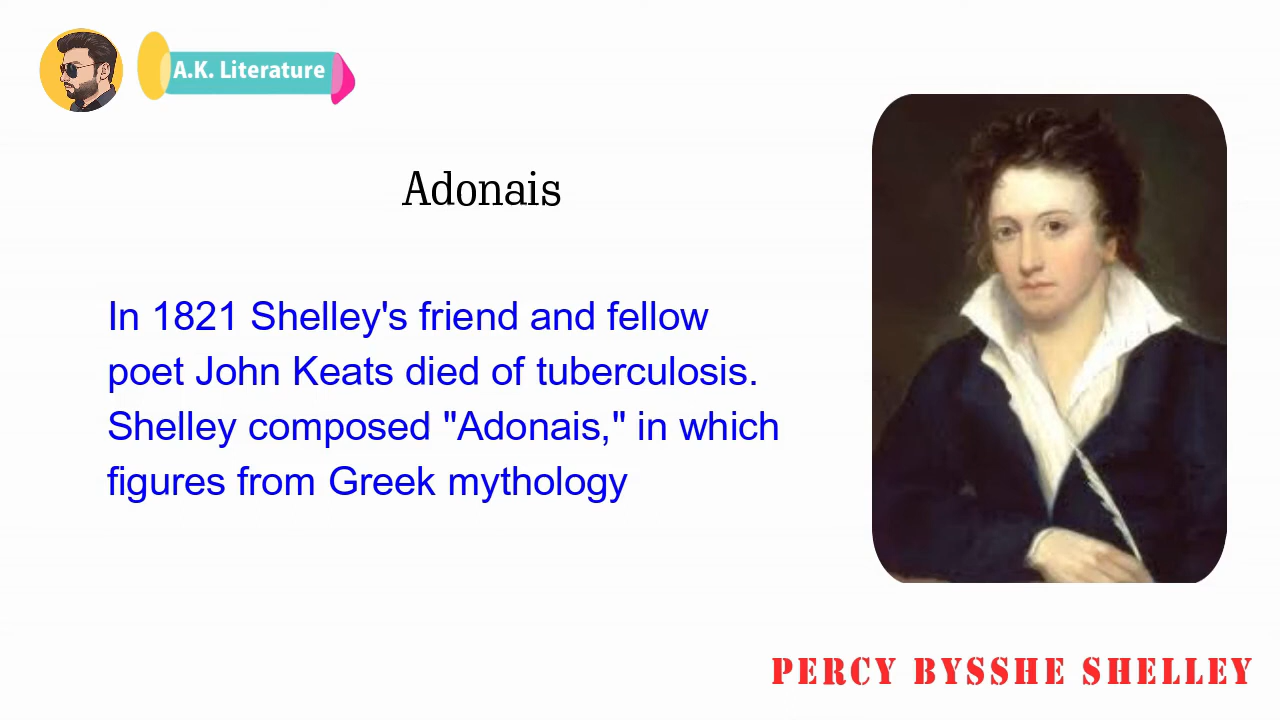 A.K. Literature
Adonais
In 1821 Shelley's friend and fellow
poet John Keats died of tuberculosis.
Shelley composed "Adonais," in which
figures from Greek mythology
PERCY BYSSHE SHELLEY